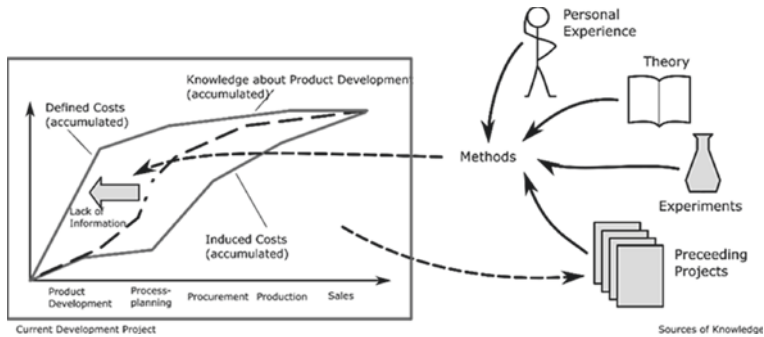 Personal
Experience
Theory
Knowledge about Product Development
(accumulated)
Defined Costs
(accumulated)
Methods
Lack of
Information
Experiments
Induced Costs
(accumulated)
Preceeding
Projects
Product
Development
Process-
planning
Procurement
Production
Sales
Current Development Project
Sources of Knowledge